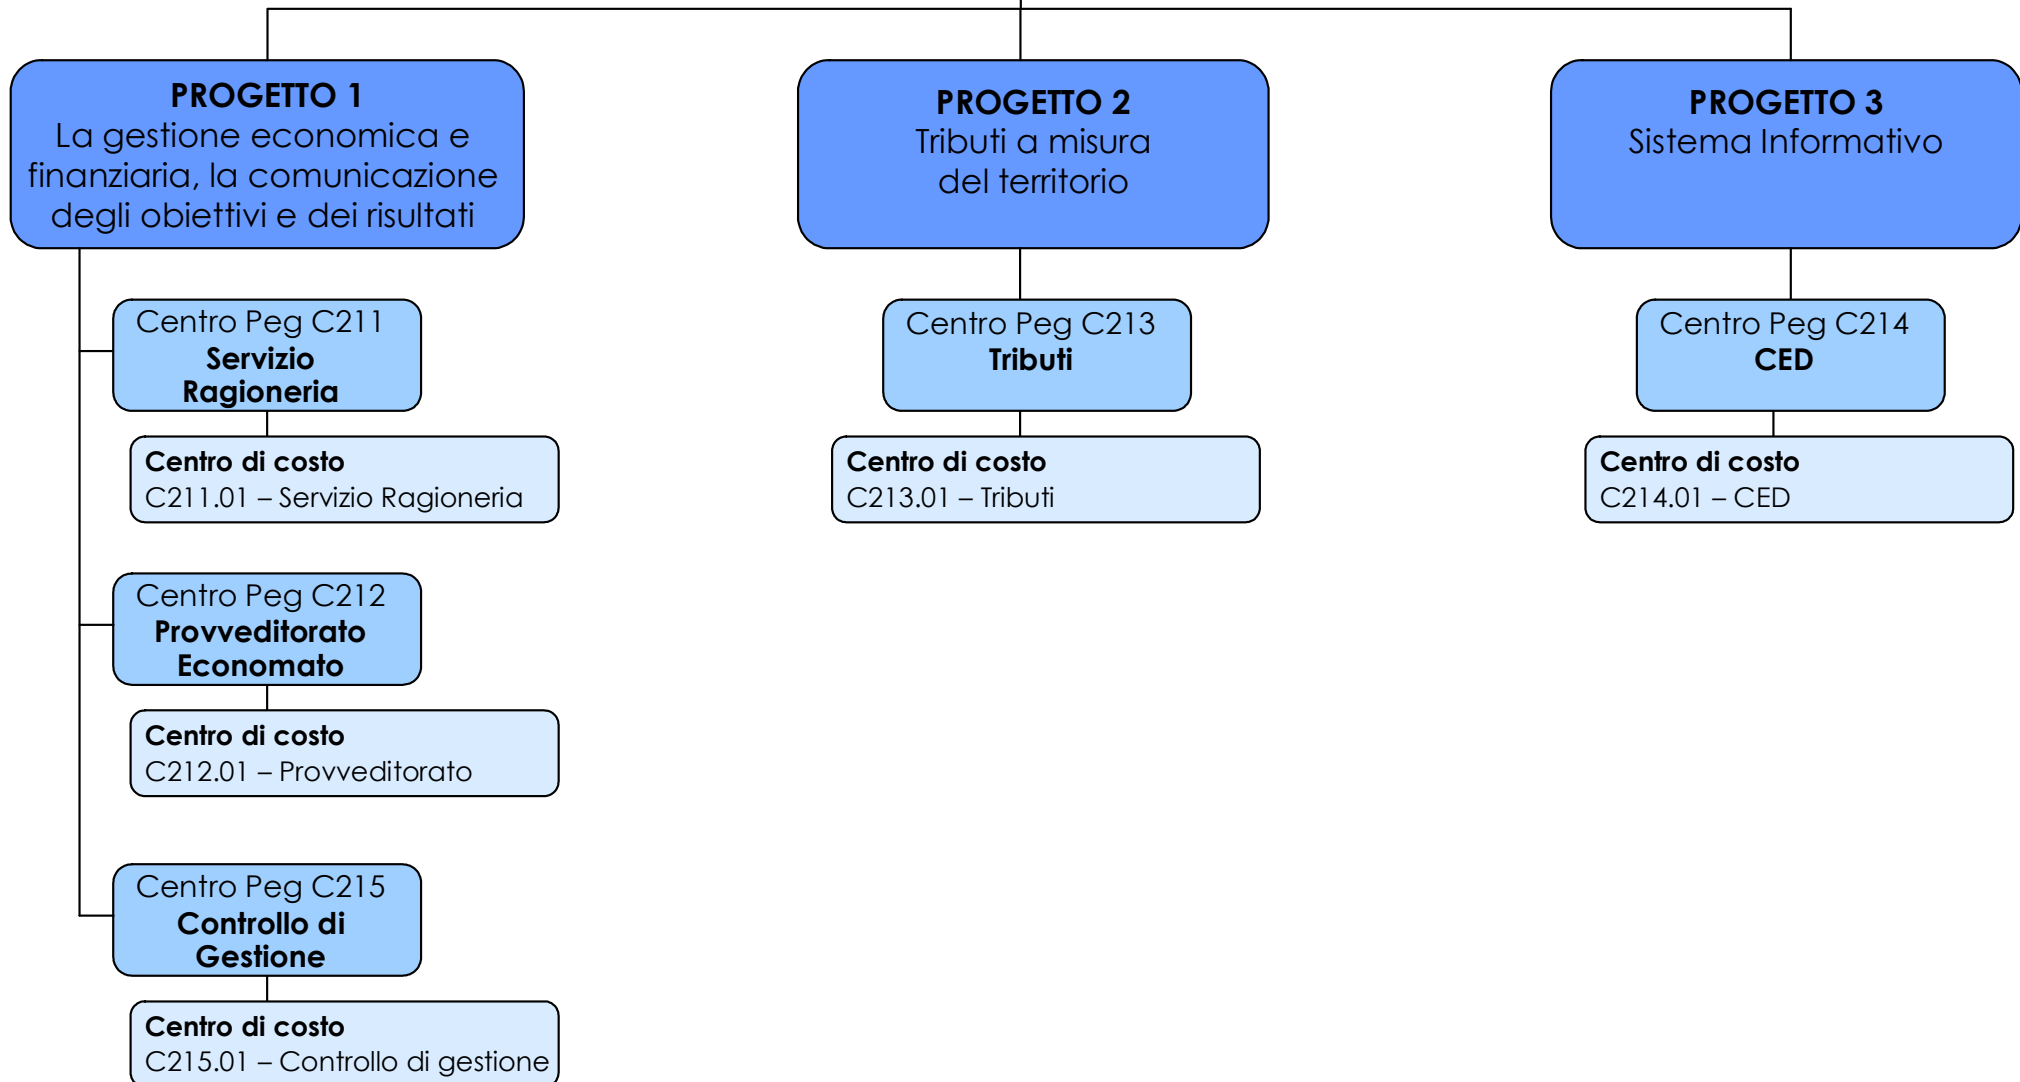 PROGETTO 1
La gestione economica e
finanziaria, la comunicazione
degli obiettivi e dei risultati
PROGETTO 2
Tributi a misura
del territorio
PROGETTO 3
Sistema Informativo
Centro Peg C211
Servizio
Ragioneria
Centro di costo
C211.01 – Servizio Ragioneria
Centro Peg C212
Provveditorato
Economato
Centro di costo
C212.01 – Provveditorato
Centro Peg C215
Controllo di
Gestione
Centro di costo
C215.01 – Controllo di gestione
Centro Peg C213
Tributi
Centro di costo
C213.01 – Tributi
Centro Peg C214
CED
Centro di costo
C214.01 – CED